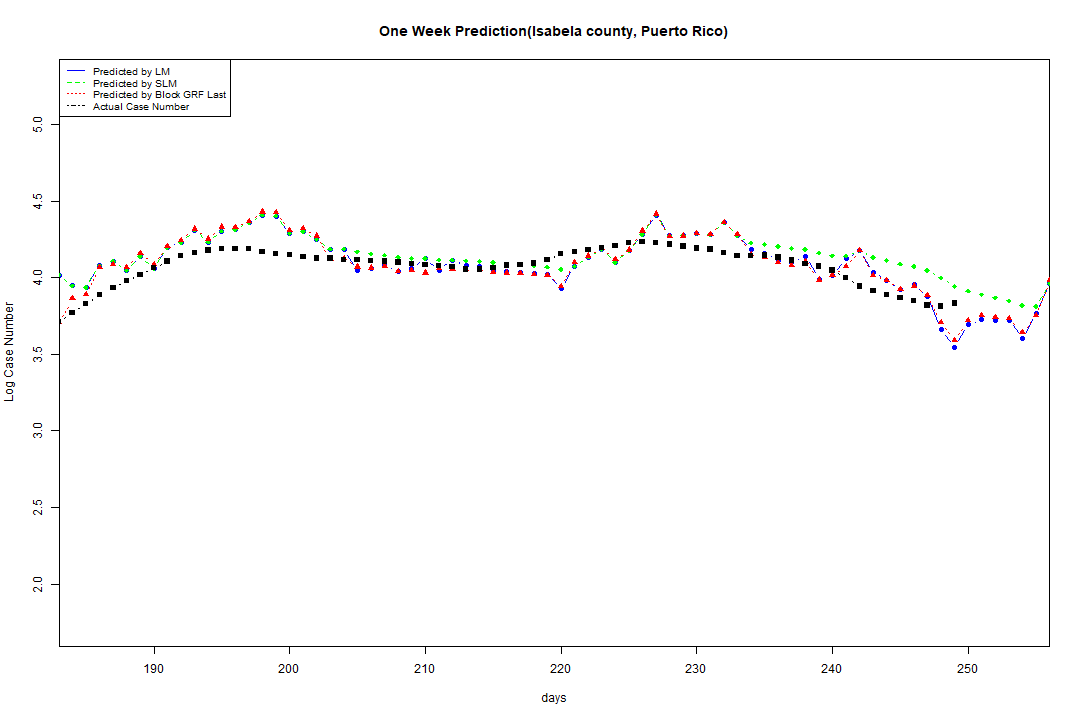 One Week Prediction(Isabela county, Puerto Rico)
Predicted by LM
Predicted by SLM
Predicted by Block GRF Last
Actual Case Number
5.0
4.5
4.0
3.5
3.0
2.5
2.0
Log Case Number
190 200 210 220 230 240 250
days